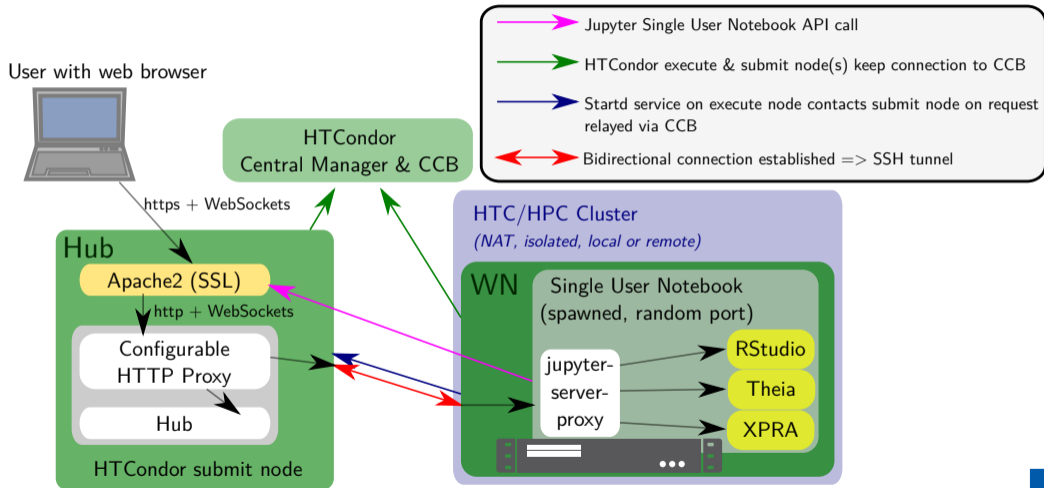 Jupyter Single User Notebook API call
HTCondor execute & submit node(s) keep connection to CCB
Startd service on execute node contacts submit node on request
relayed via CCB
Bidirectional connection established => SSH tunnel
User with web browser
HTCondor
Central Manager & CCB
https + WebSockets
Hub
Apache2 (SSL)
http + WebSockets
Configurable
HTTP Proxy
Hub
HTCondor submit node
HTC/HPC Cluster
(NAT, isolated, local or remote)
WN
Single User Notebook
(spawned, random port)
jupyter-
server-
proxy
RStudio
Theia
XPRA